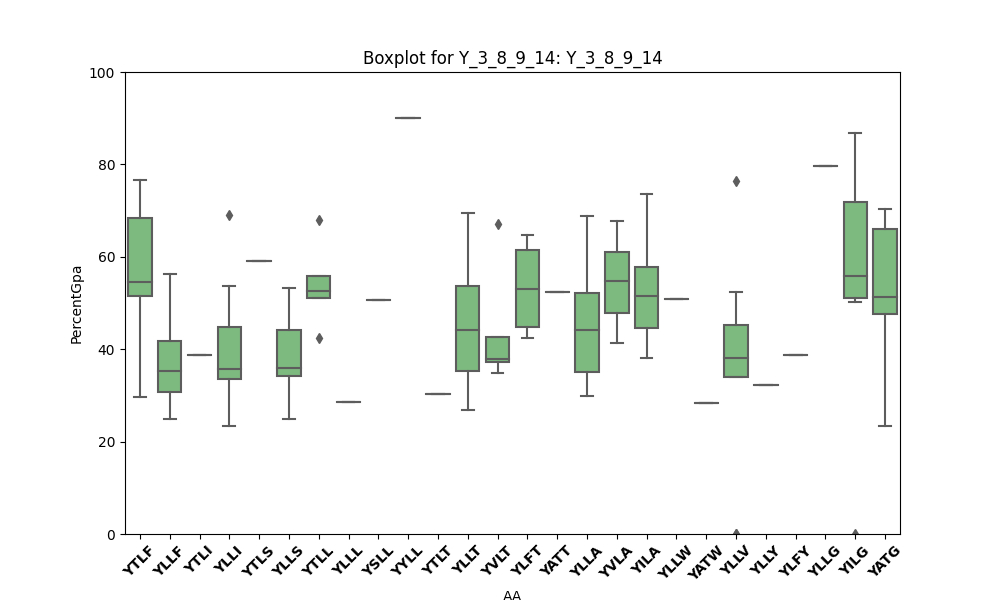 Boxplot for Y_3_8_9_14: Y_3_8_9_14
PercentGpa
100
80
60
40
20
0
YTLF YLLF YTLI YLLI YTLS YLLS YTLL YLLL YSLL YYLL YTLT YLLT YVLT YLFT YATT YLLA YVLA YILA YLLW YATW YLLV YLLY YLFY YLLG YILG YATG
AA